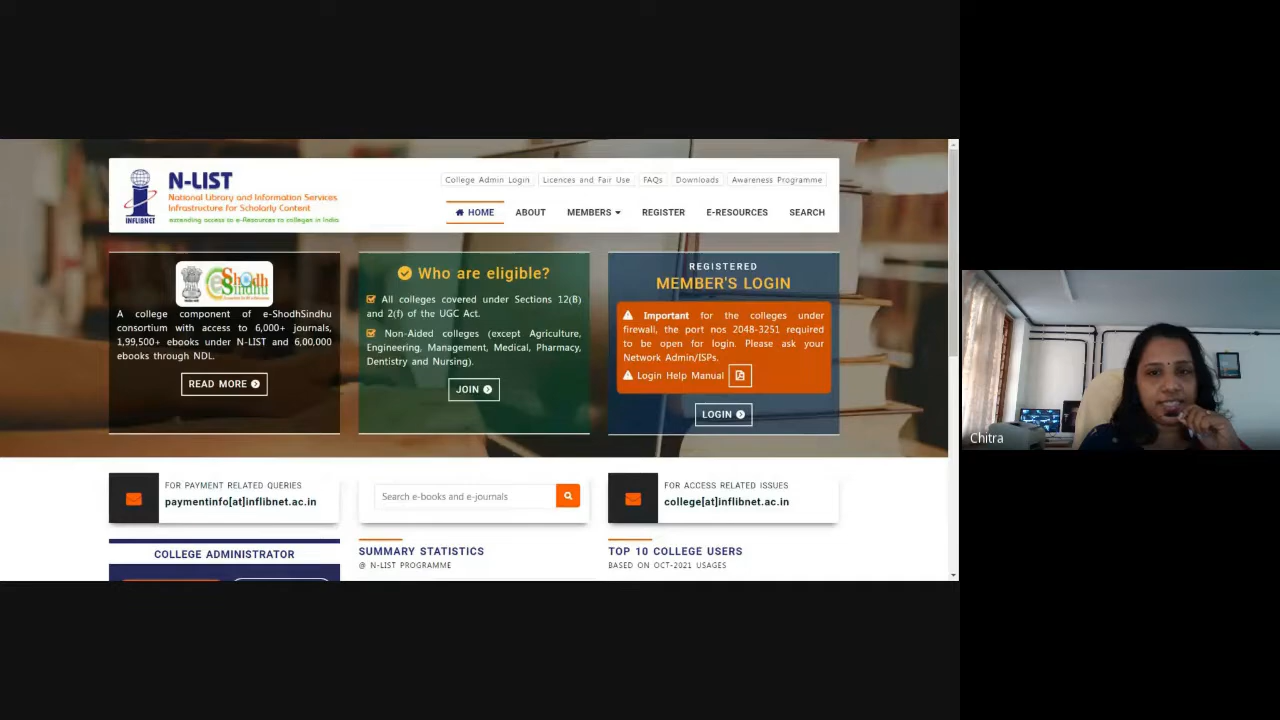 N-LIST
National Library and Information Services
Infrastructure for Scholarly Content
extending access to e-Resources to colleges in India
INFLIBNET
College Admin Login
Licences and Fair Use
FAQs
Downloads
Awareness Programme
HOME
ABOUT
MEMBERS
REGISTER
E-RESOURCES
SEARCH
Shodh
Sindhu
A college component of e-ShodhSindhu
consortium with access to 6,000+ journals,
1,99,500+ ebooks under N-LIST and 6,00,000
ebooks through NDL.
READ MORE
Who are eligible?
All colleges covered under Sections 12(B)
and 2(f) of the UGC Act.
Non-Aided colleges (except Agriculture,
Engineering, Management, Medical, Pharmacy,
Dentistry and Nursing).
JOIN
REGISTERED
MEMBER'S LOGIN
Important for the colleges under
firewall, the port nos 2048-3251 required
to be open for login. Please ask your
Network Admin/ISPs.
Login Help Manual
LOGIN
FOR PAYMENT RELATED QUERIES
paymentinfo[at]inflibnet.ac.in
Search e-books and e-journals
FOR ACCESS RELATED ISSUES
college[at]inflibnet.ac.in
COLLEGE ADMINISTRATOR
SUMMARY STATISTICS
@ N-LIST PROGRAMME
TOP 10 COLLEGE USERS
BASED ON OCT-2021 USAGES
Chitra